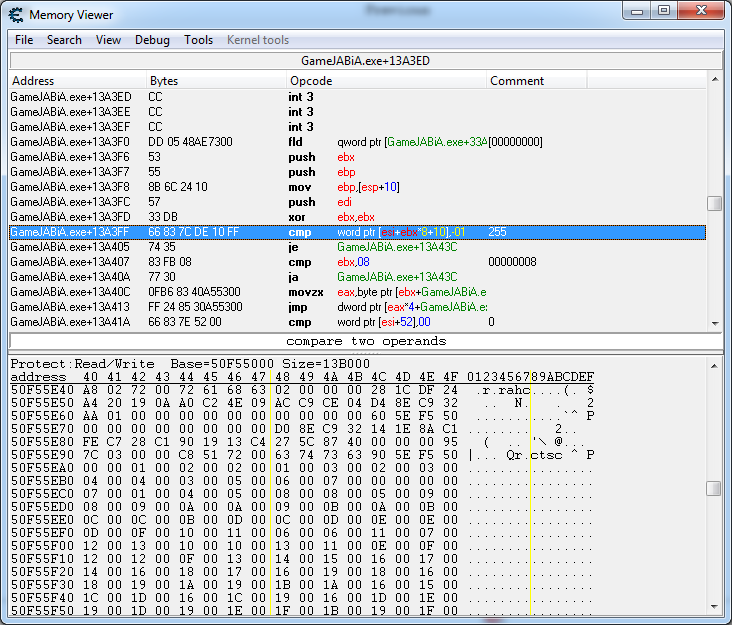 Memory Viewer
File Search View Debug Tools Kernel tools
GameJABiA.exe+13A3ED
Address Bytes Opcode Comment
GameJABiA.exe+13A3ED CC int 3
GameJABiA.exe+13A3EE CC int 3
GameJABiA.exe+13A3EF CC int 3
GameJABiA.exe+13A3F0 DD 05 48AE7300 fld qword ptr [GameJABiA.exe+33A[00000000]
GameJABiA.exe+13A3F6 53 push ebx
GameJABiA.exe+13A3F7 55 push ebp
GameJABiA.exe+13A3F8 8B 6C 24 10 mov ebp,[esp+10]
GameJABiA.exe+13A3FC 57 push edi
GameJABiA.exe+13A3FD 33 DB xor ebx,ebx
GameJABiA.exe+13A3FF 66 83 7C DE 10 FF cmp word ptr [esi+ebx*8+10],-01 255
GameJABiA.exe+13A405 74 35 je GameJABiA.exe+13A43C
GameJABiA.exe+13A407 83 FB 08 cmp ebx,08 00000008
GameJABiA.exe+13A40A 77 30 ja GameJABiA.exe+13A43C
GameJABiA.exe+13A40C 0FB6 83 40A55300 movzx eax,byte ptr [ebx+GameJABiA.e
GameJABiA.exe+13A413 FF 24 85 30A55300 jmp dword ptr [eax*4+GameJABiA.ex
GameJABiA.exe+13A41A 66 83 7E 52 00 cmp word ptr [esi+52],00 0
compare two operands
Protect:Read/Write Base=50F55000 Size=13B000
address 40 41 42 43 44 45 46 47 48 49 4A 4B 4C 4D 4E 4F 0123456789ABCDEF
50F55E40 A8 02 72 00 72 61 68 63 02 00 00 00 28 1C DF 24 ..r.rahc....(..$
50F55E50 A4 20 19 0A A0 C2 4E 09 AC C9 CE 04 D4 8E C9 32 . .. N. . . 2
50F55E60 AA 01 00 00 00 00 00 00 00 00 00 00 60 5E F5 50 ............`^ P
50F55E70 00 00 00 00 00 00 00 00 D0 8E C9 32 14 1E 8A C1 ........ 2..
50F55E80 FE C7 28 C1 90 19 13 C4 27 5C 87 40 00 00 00 95 ( .. '\ @...
50F55E90 7C 03 00 00 C8 51 72 00 63 74 73 63 90 5E F5 50 |... Qr.ctsc ^ P
50F55EA0 00 00 01 00 02 00 02 00 01 00 03 00 02 00 03 00 ................
50F55EB0 04 00 04 00 03 00 05 00 06 00 07 00 00 00 00 00 ................
50F55EC0 07 00 01 00 04 00 05 00 08 00 08 00 05 00 09 00 ................
50F55ED0 08 00 09 00 0A 00 0A 00 09 00 0B 00 0A 00 0B 00 ................
50F55EE0 0C 00 0C 00 0B 00 0D 00 0C 00 0D 00 0E 00 0E 00 ................
50F55EF0 0D 00 0F 00 10 00 11 00 06 00 06 00 11 00 07 00 ................
50F55F00 12 00 13 00 10 00 10 00 13 00 11 00 0E 00 0F 00 ................
50F55F10 12 00 12 00 0F 00 13 00 14 00 15 00 16 00 17 00 ................
50F55F20 14 00 16 00 18 00 17 00 16 00 19 00 18 00 16 00 ................
50F55F30 18 00 19 00 1A 00 19 00 1B 00 1A 00 16 00 15 00 ................
50F55F40 1C 00 1D 00 16 00 1C 00 19 00 16 00 1D 00 1E 00 ................
50F55F50 19 00 1D 00 19 00 1E 00 1F 00 1B 00 19 00 1F 00 ................